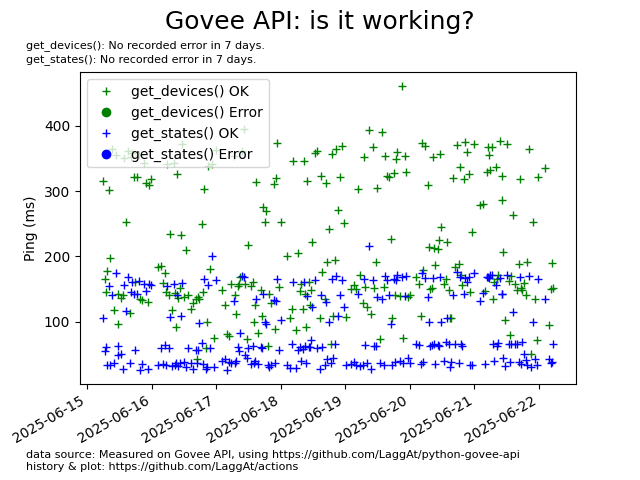 Govee API: is it working?
get_devices(): No recorded error in 7 days.
get_states(): No recorded error in 7 days.
get_devices() OK
get_devices() Error
get_states() OK
get_states() Error
Ping (ms)
400
300
200
100
2025-06-15
2025-06-16
2025-06-17
2025-06-18
2025-06-19
2025-06-20
2025-06-21
2025-06-22
data source: Measured on Govee API, using https://github.com/LaggAt/python-govee-api
history & plot: https://github.com/LaggAt/actions